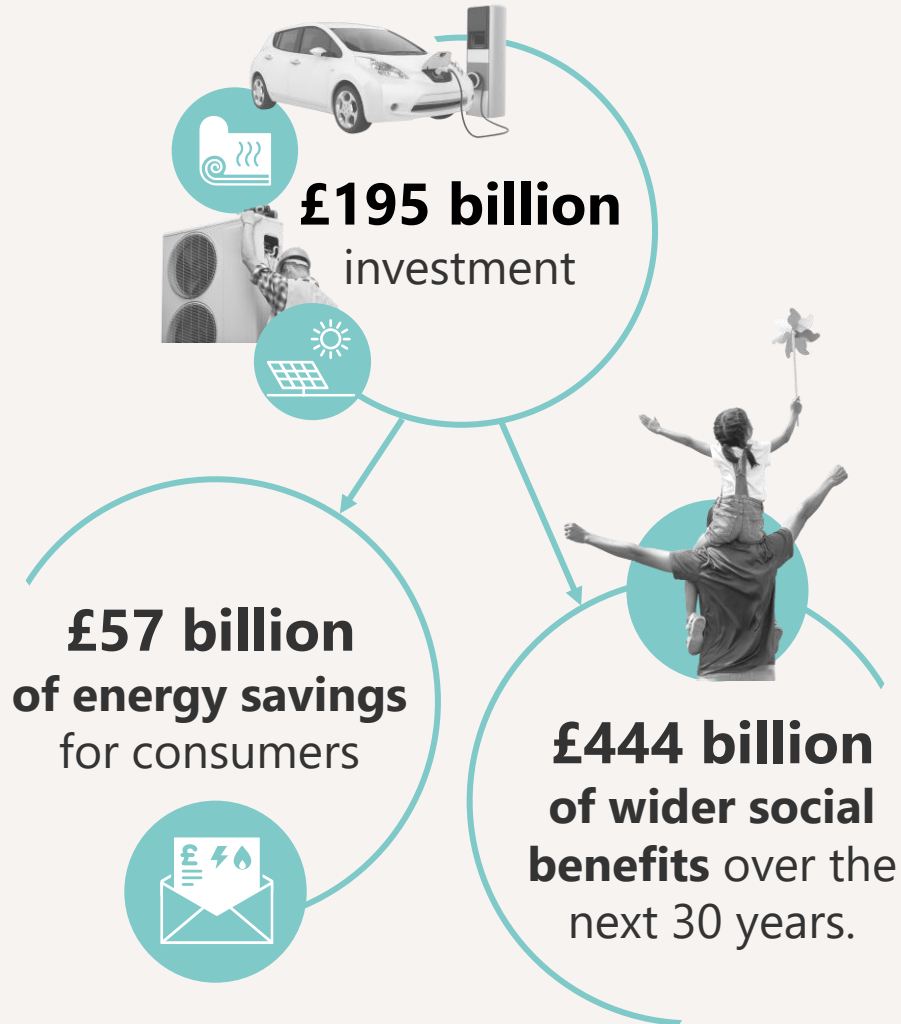 £195 billion
investment
£57 billion
of energy savings
for consumers
£
£444 billion
of wider social
benefits over the
next 30 years.